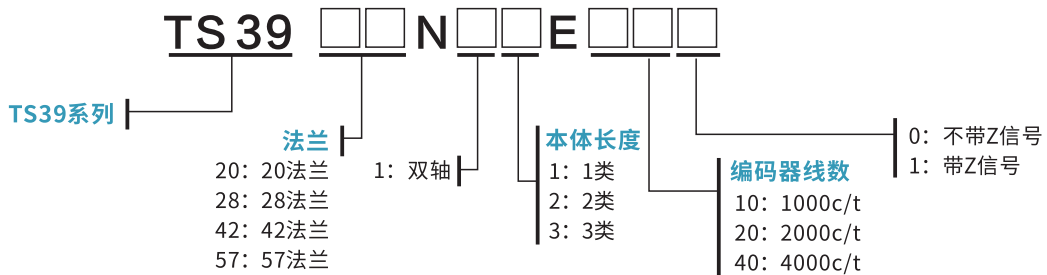 TS39 □□N□□E□□□
TS39系列
法兰
20：20法兰
28：28法兰
42：42法兰
57：57法兰
1：双轴
本体长度
1：1类
2：2类
3：3类
编码器线数
10：1000c/t
20：2000c/t
40：4000c/t
0：不带Z信号
1：带Z信号